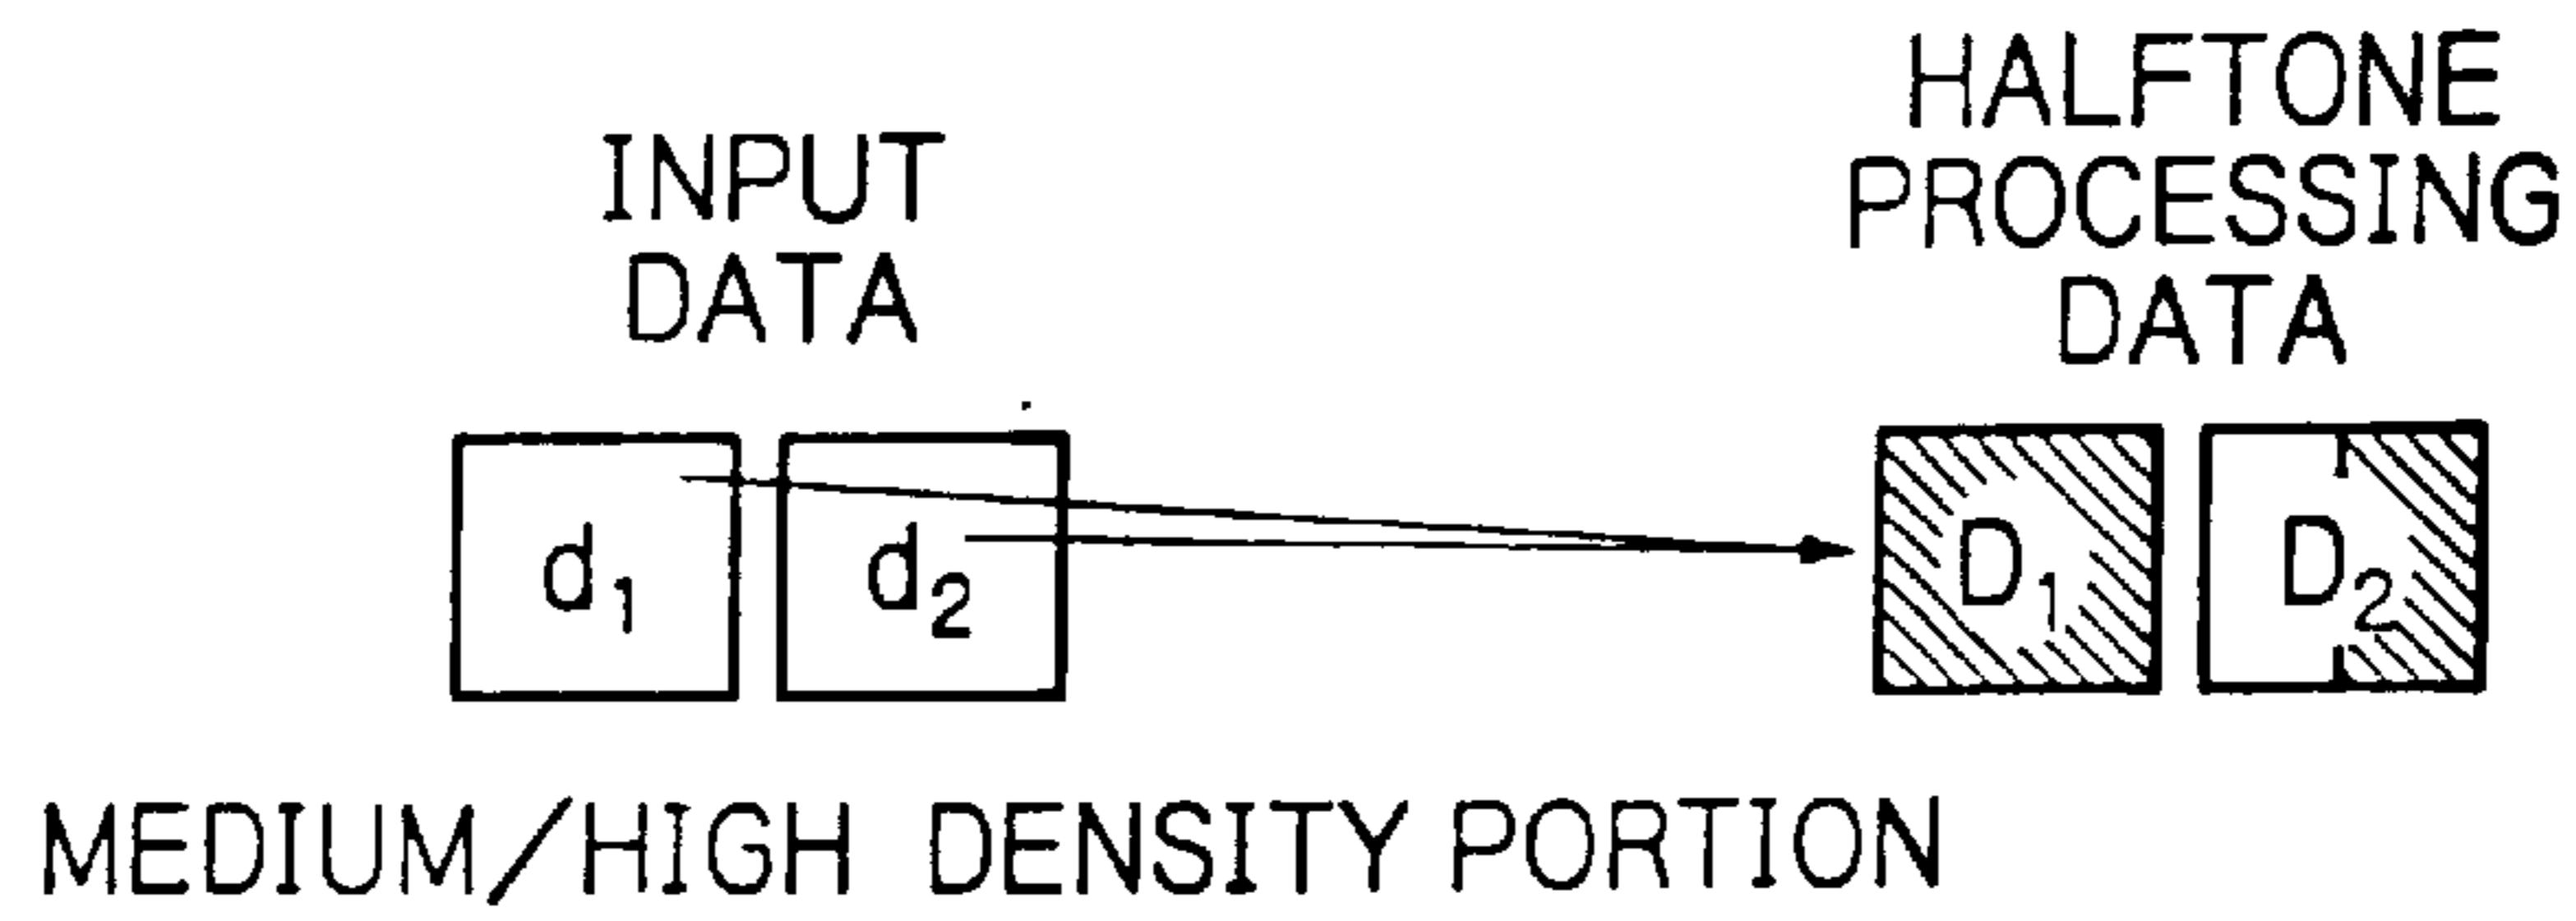 INPUT
DATA
HALFTONE
PROCESSING
DATA
d₁
d₂
D₁
D₂
MEDIUM/HIGH DENSITY PORTION